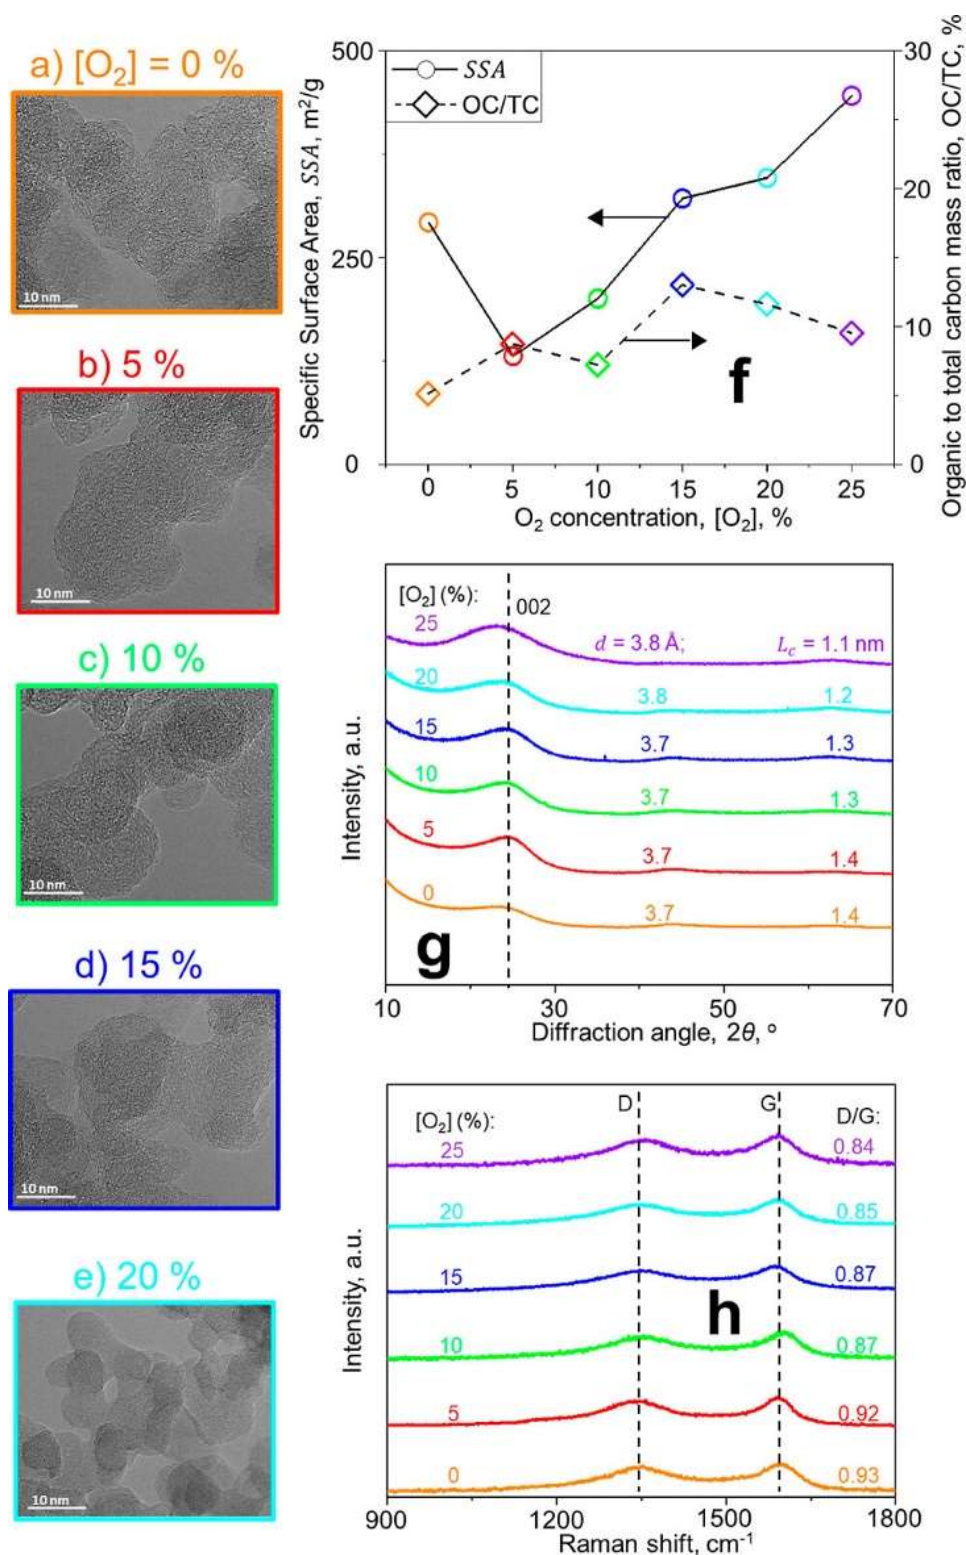 a) [O₂] = 0 %
10 nm
b) 5 %
10 nm
c) 10 %
10 nm
d) 15 %
10 nm
e) 20 %
10 nm
500
250
0
Specific Surface Area, SSA, m²/g
SSA
OC/TC
30
20
10
0
Organic to total carbon mass ratio, OC/TC, %
f
0 5 10 15 20 25
O₂ concentration, [O₂], %
[O₂] (%):
002
25 d = 3.8 Å; L_c = 1.1 nm
20 3.8 1.2
15 3.7 1.3
10 3.7 1.3
5 3.7 1.4
0 3.7 1.4
g
Intensity, a.u.
10 30 50 70
Diffraction angle, 2θ, °
[O₂] (%): D G D/G:
25 0.84
20 0.85
15 0.87
h
10 0.87
5 0.92
0 0.93
Intensity, a.u.
900 1200 1500 1800
Raman shift, cm⁻¹